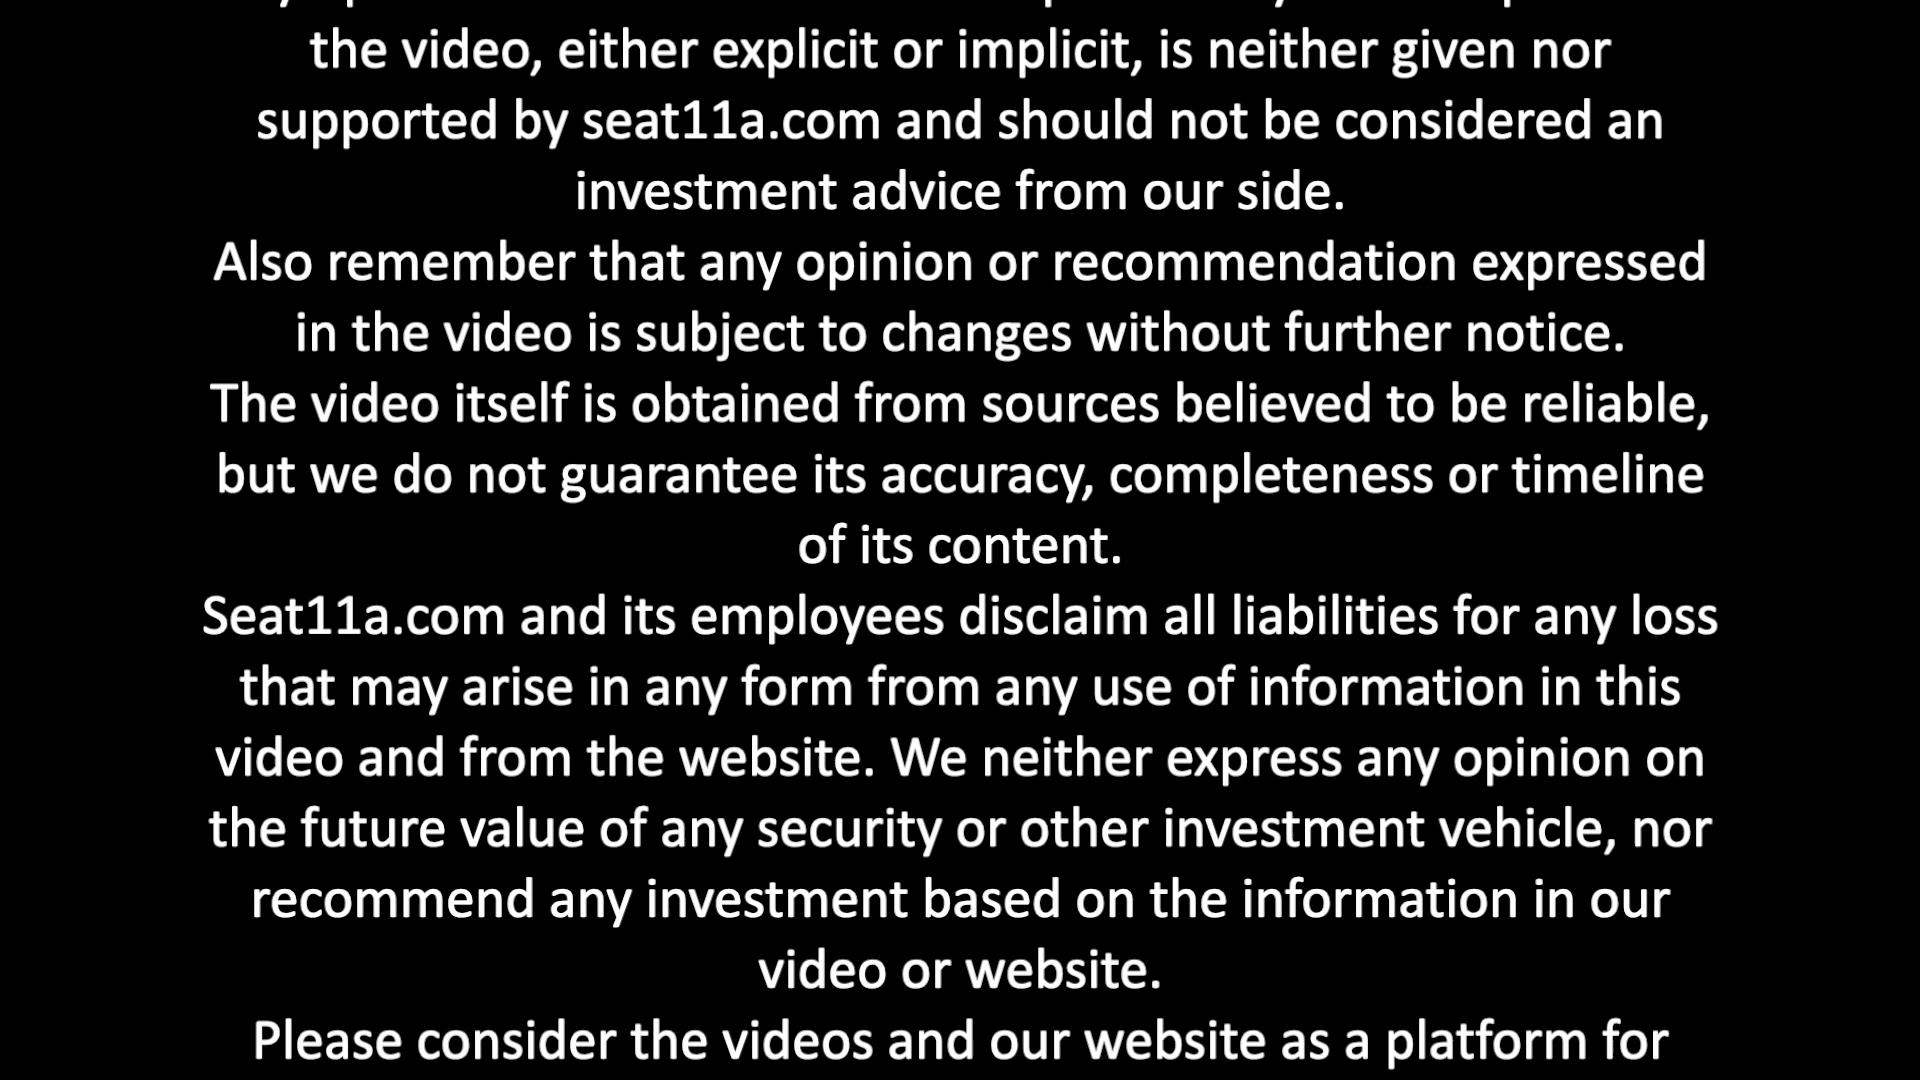 the video, either explicit or implicit, is neither given nor
supported by seat11a.com and should not be considered an
investment advice from our side.
Also remember that any opinion or recommendation expressed
in the video is subject to changes without further notice.
The video itself is obtained from sources believed to be reliable,
but we do not guarantee its accuracy, completeness or timeline
of its content.
Seat11a.com and its employees disclaim all liabilities for any loss
that may arise in any form from any use of information in this
video and from the website. We neither express any opinion on
the future value of any security or other investment vehicle, nor
recommend any investment based on the information in our
video or website.
Please consider the videos and our website as a platform for